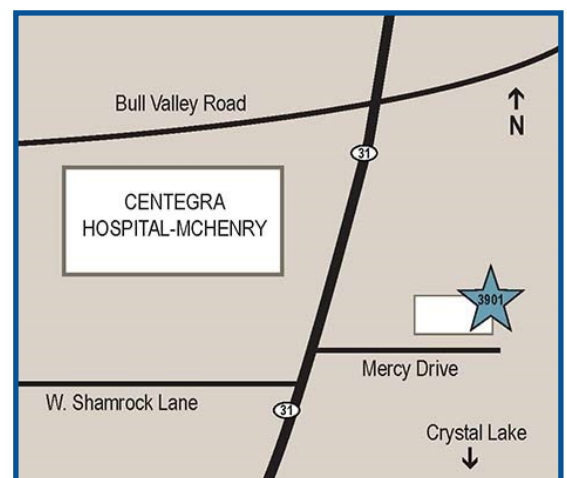 Bull Valley Road
↑
N
31
CENTEGRA
HOSPITAL-MCHENRY
3901
Mercy Drive
W. Shamrock Lane
31
Crystal Lake
↓